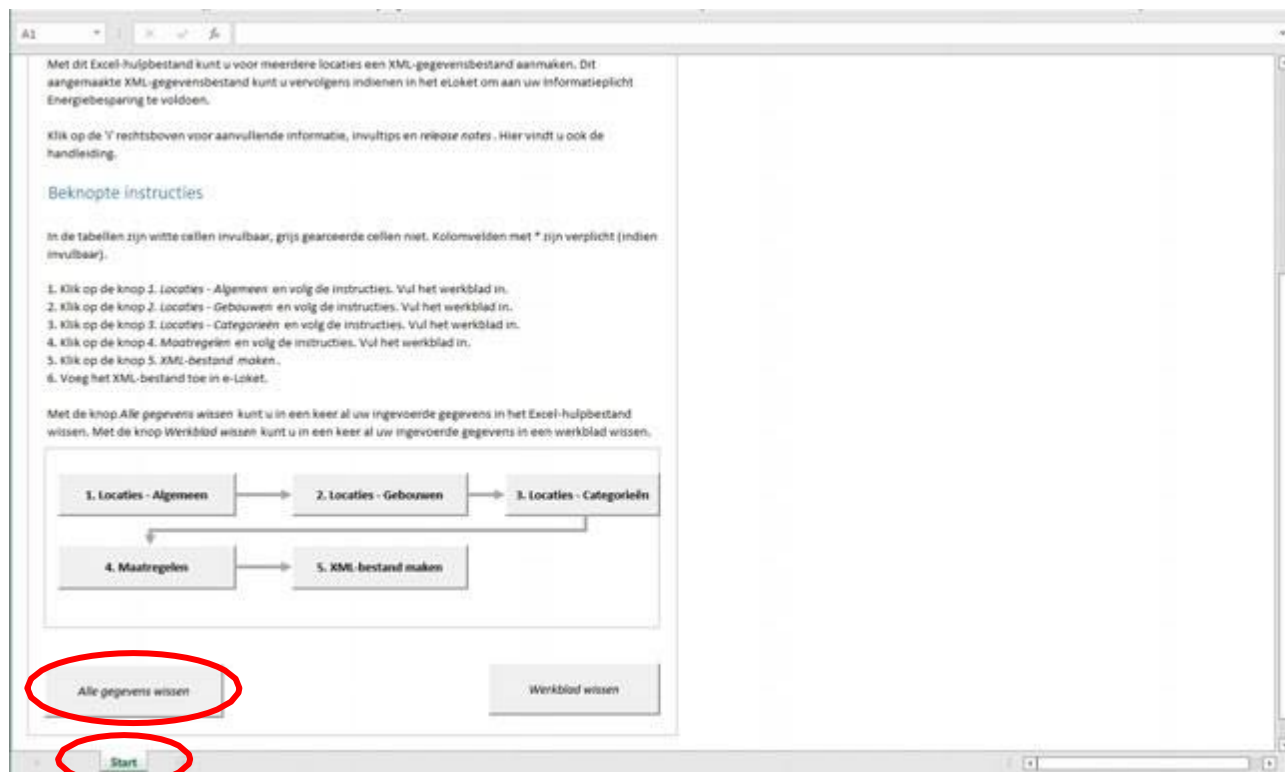 A1
Met dit Excel-hulpbestand kunt u voor meerdere locaties een XML-gegevensbestand aanmaken. Dit
aangemaakte XML-gegevensbestand kunt u vervolgens indienen in het eLoket om aan uw Informatieplicht
Energiebesparing te voldoen.
Klik op de 'i' rechtsboven voor aanvullende informatie, invultips en release notes. Hier vindt u ook de
handleiding.
Beknopte instructies
In de tabellen zijn witte cellen invulbaar, grijs gearceerde cellen niet. Kolomvelden met * zijn verplicht (indien
invulbaar).
1. Klik op de knop 1. Locaties - Algemeen en volg de instructies. Vul het werkblad in.
2. Klik op de knop 2. Locaties - Gebouwen en volg de instructies. Vul het werkblad in.
3. Klik op de knop 3. Locaties - Categorieën en volg de instructies. Vul het werkblad in.
4. Klik op de knop 4. Maatregelen en volg de instructies. Vul het werkblad in.
5. Klik op de knop 5. XML-bestand maken.
6. Voeg het XML-bestand toe in e-Loket.
Met de knop Alle gegevens wissen kunt u in een keer al uw ingevoerde gegevens in het Excel-hulpbestand
wissen. Met de knop Werkblad wissen kunt u in een keer al uw ingevoerde gegevens in een werkblad wissen.
1. Locaties - Algemeen
2. Locaties - Gebouwen
3. Locaties - Categorieën
4. Maatregelen
5. XML-bestand maken
Alle gegevens wissen
Werkblad wissen
Start